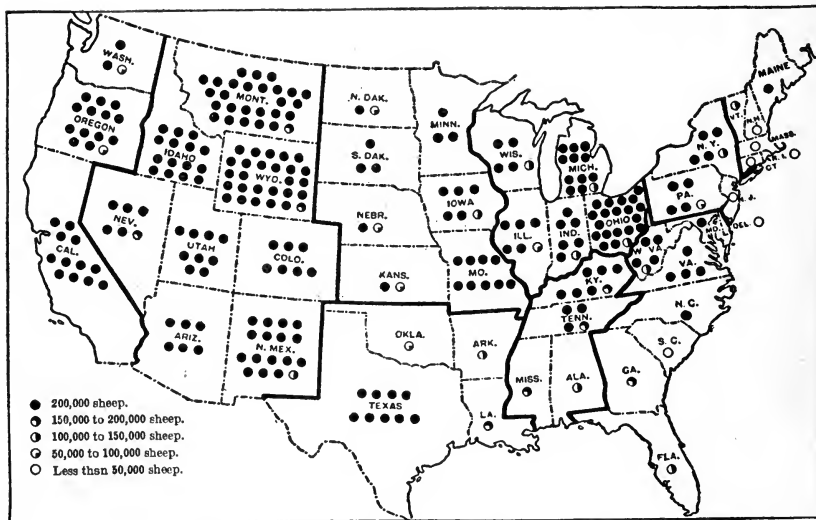 WASH.
OREGON
CAL.
NEV.
IDAHO
MONT.
WYO.
UTAH
COLO.
ARIZ.
N. MEX.
N. DAK.
S. DAK.
NEBR.
KANS.
OKLA.
TEXAS
MINN.
IOWA
MO.
ARK.
LA.
WIS.
ILL.
MICH.
IND.
OHIO
KY.
TENN.
MISS.
ALA.
GA.
FLA.
S. C.
N. C.
VA.
W. VA.
MD.
DEL.
PA.
N. J.
N. Y.
CT.
R. I.
MASS.
VT.
N.H.
MAINE
200,000 sheep.
150,000 to 200,000 sheep.
100,000 to 150,000 sheep.
50,000 to 100,000 sheep.
Less than 50,000 sheep.